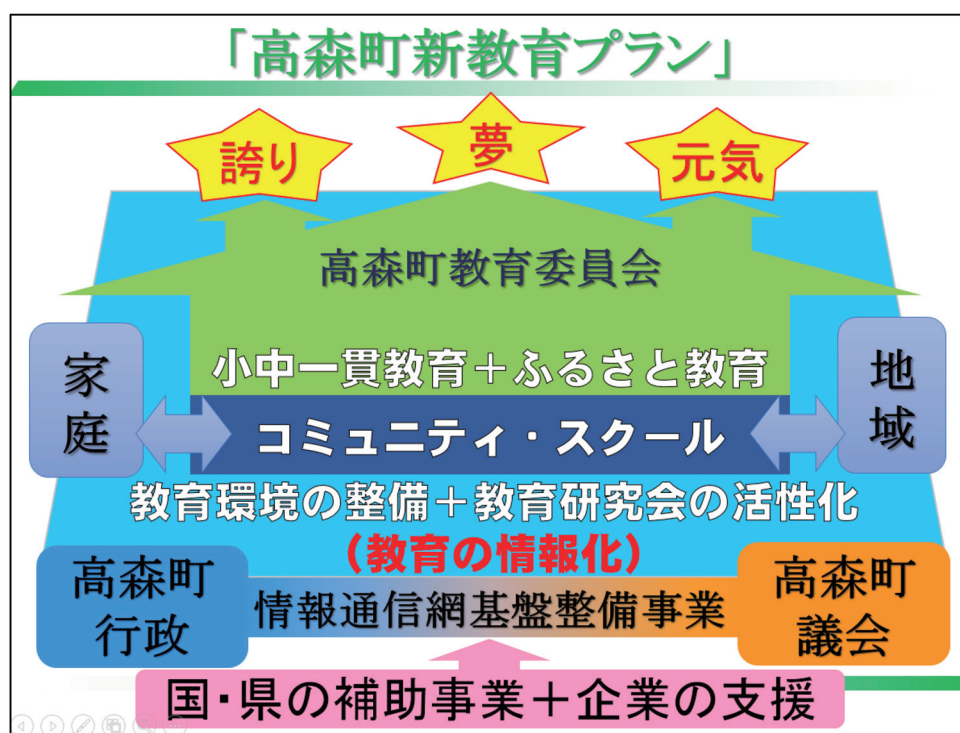 「高森町新教育プラン」
誇り
夢
元気
高森町教育委員会
小中一貫教育＋ふるさと教育
家庭
地域
コミュニティ・スクール
教育環境の整備＋教育研究会の活性化
（教育の情報化）
高森町
行政
情報通信網基盤整備事業
高森町
議会
国・県の補助事業＋企業の支援